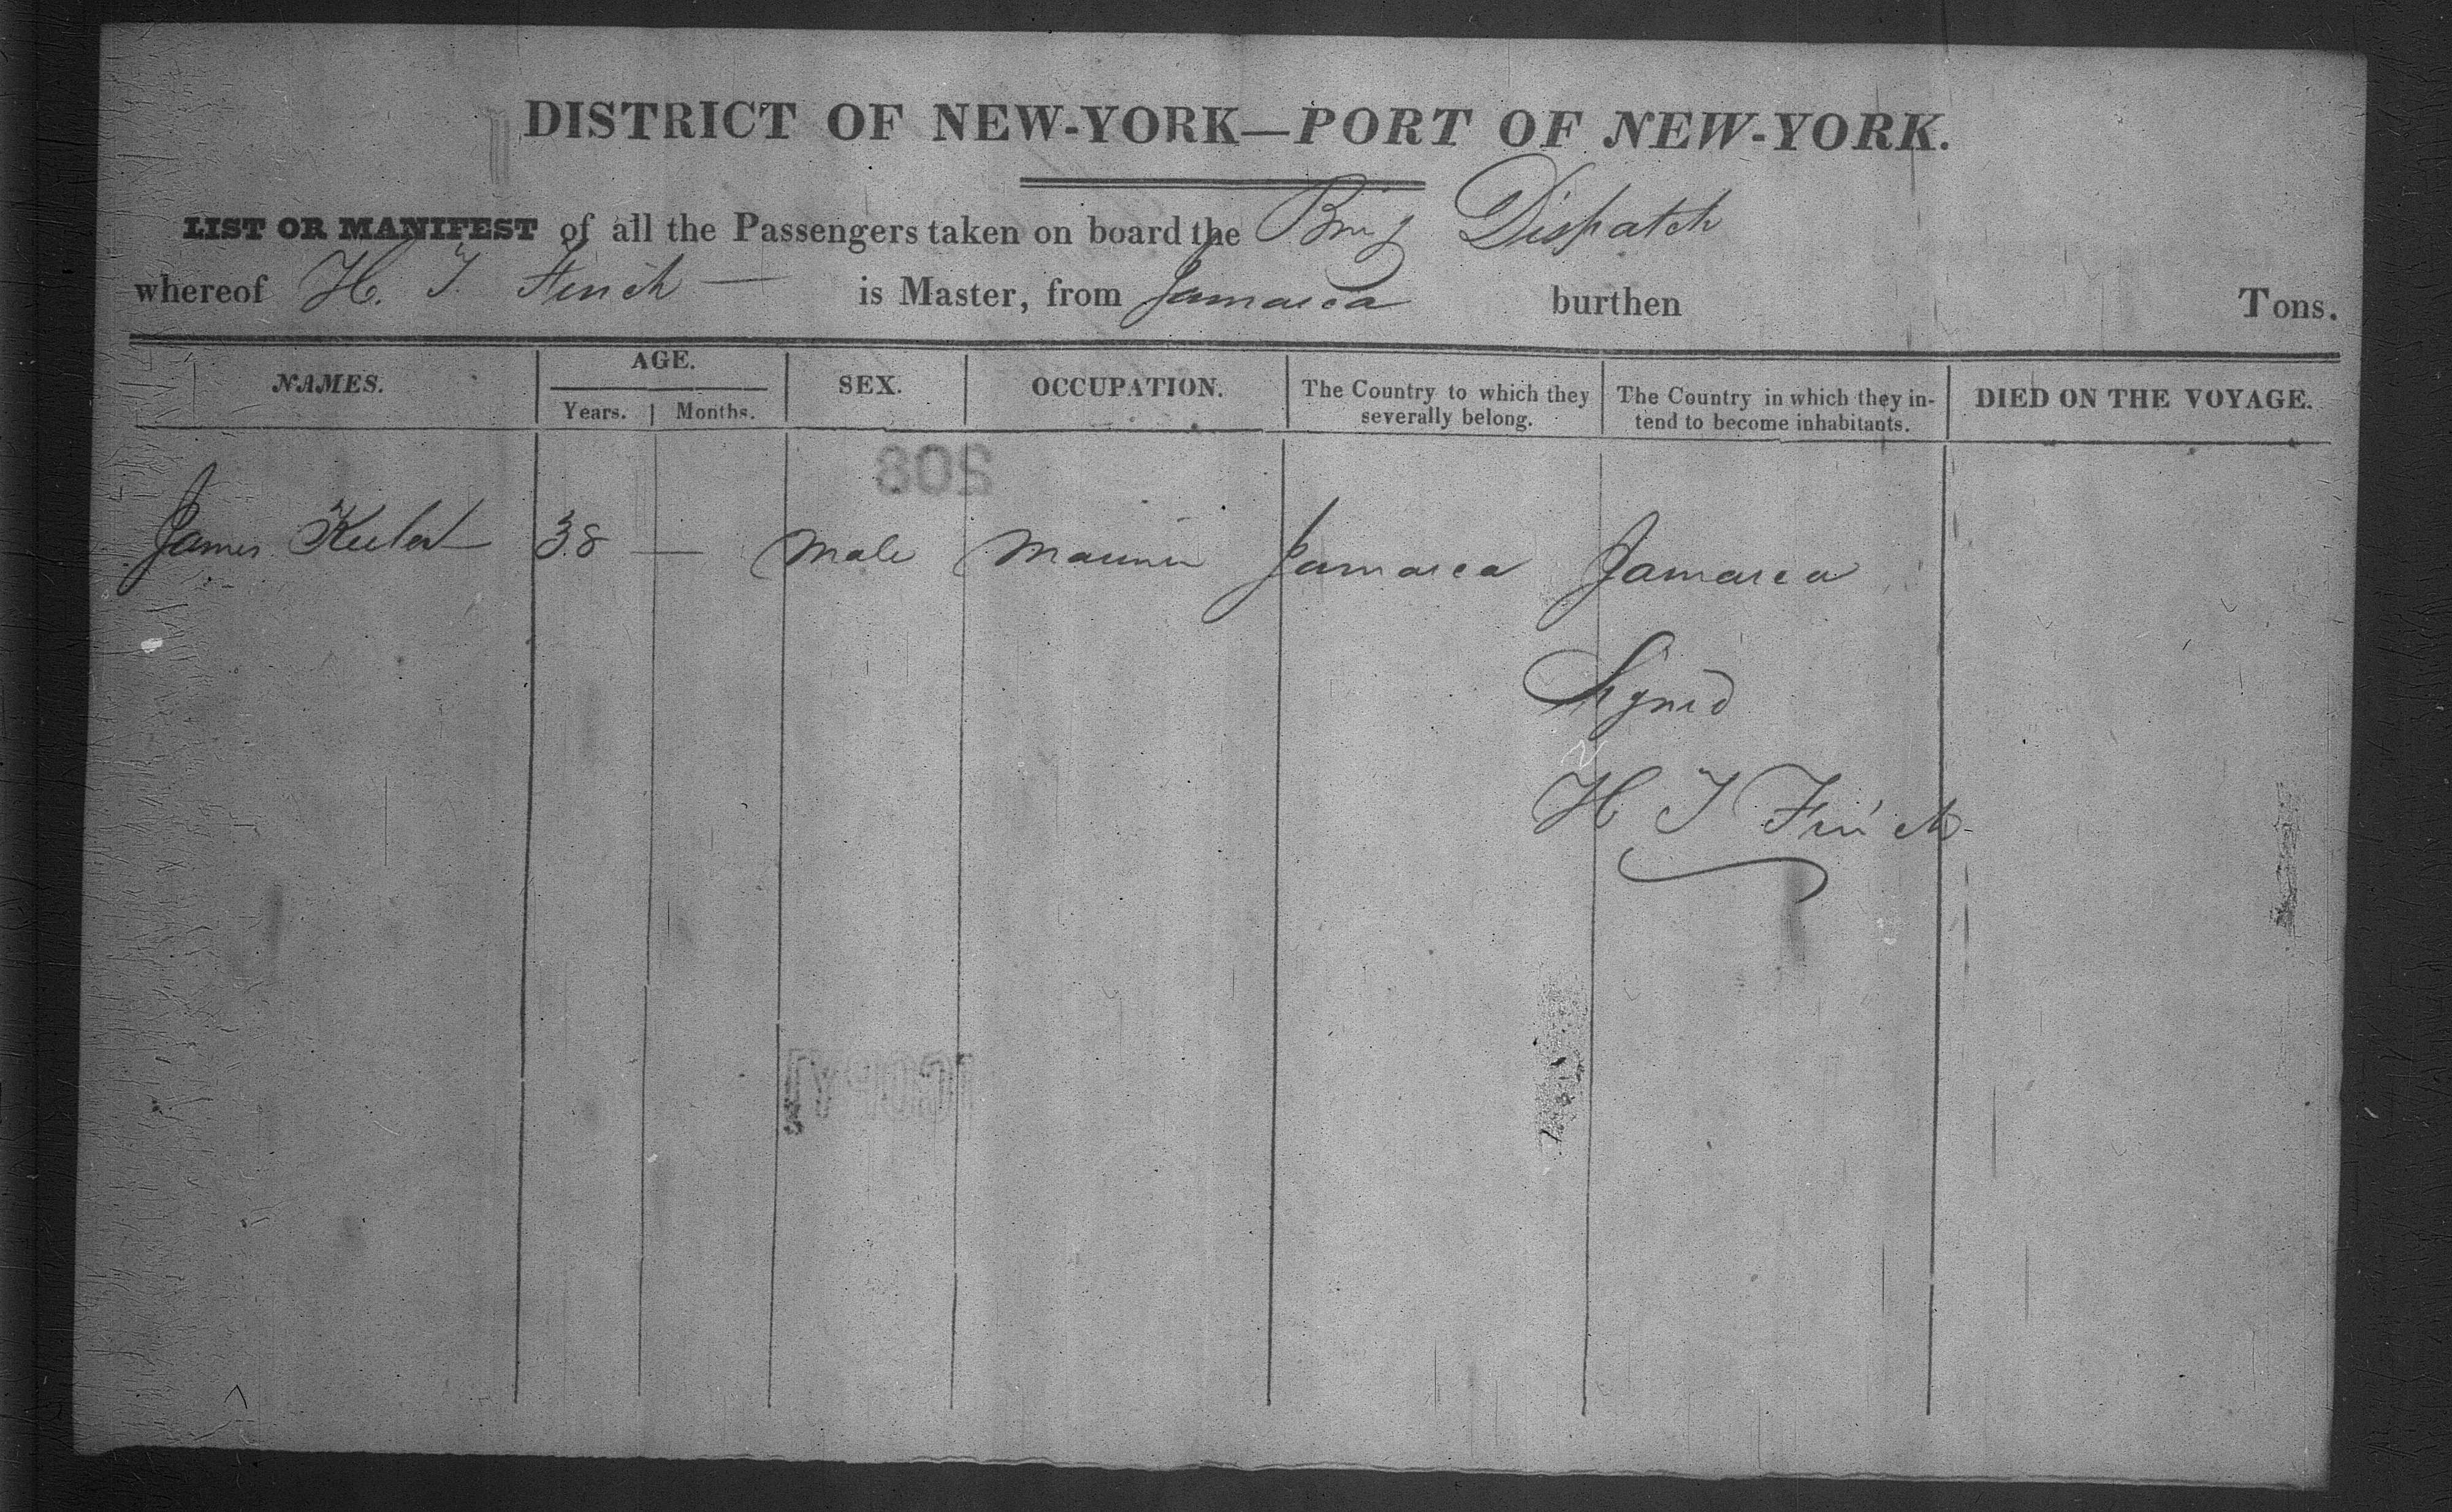 DISTRICT OF NEW-YORK—PORT OF NEW-YORK.
LIST OR MANIFEST of all the Passengers taken on board the Brig Dispatch
whereof H. T. Finch — is Master, from Jamaica burthen Tons.
NAMES. AGE. Years. Months. SEX. OCCUPATION. The Country to which they severally belong. The Country in which they intend to become inhabitants. DIED ON THE VOYAGE.
208
James 38 — Male Mariner Jamaica Jamaica
Signed
H T Finch
COPY